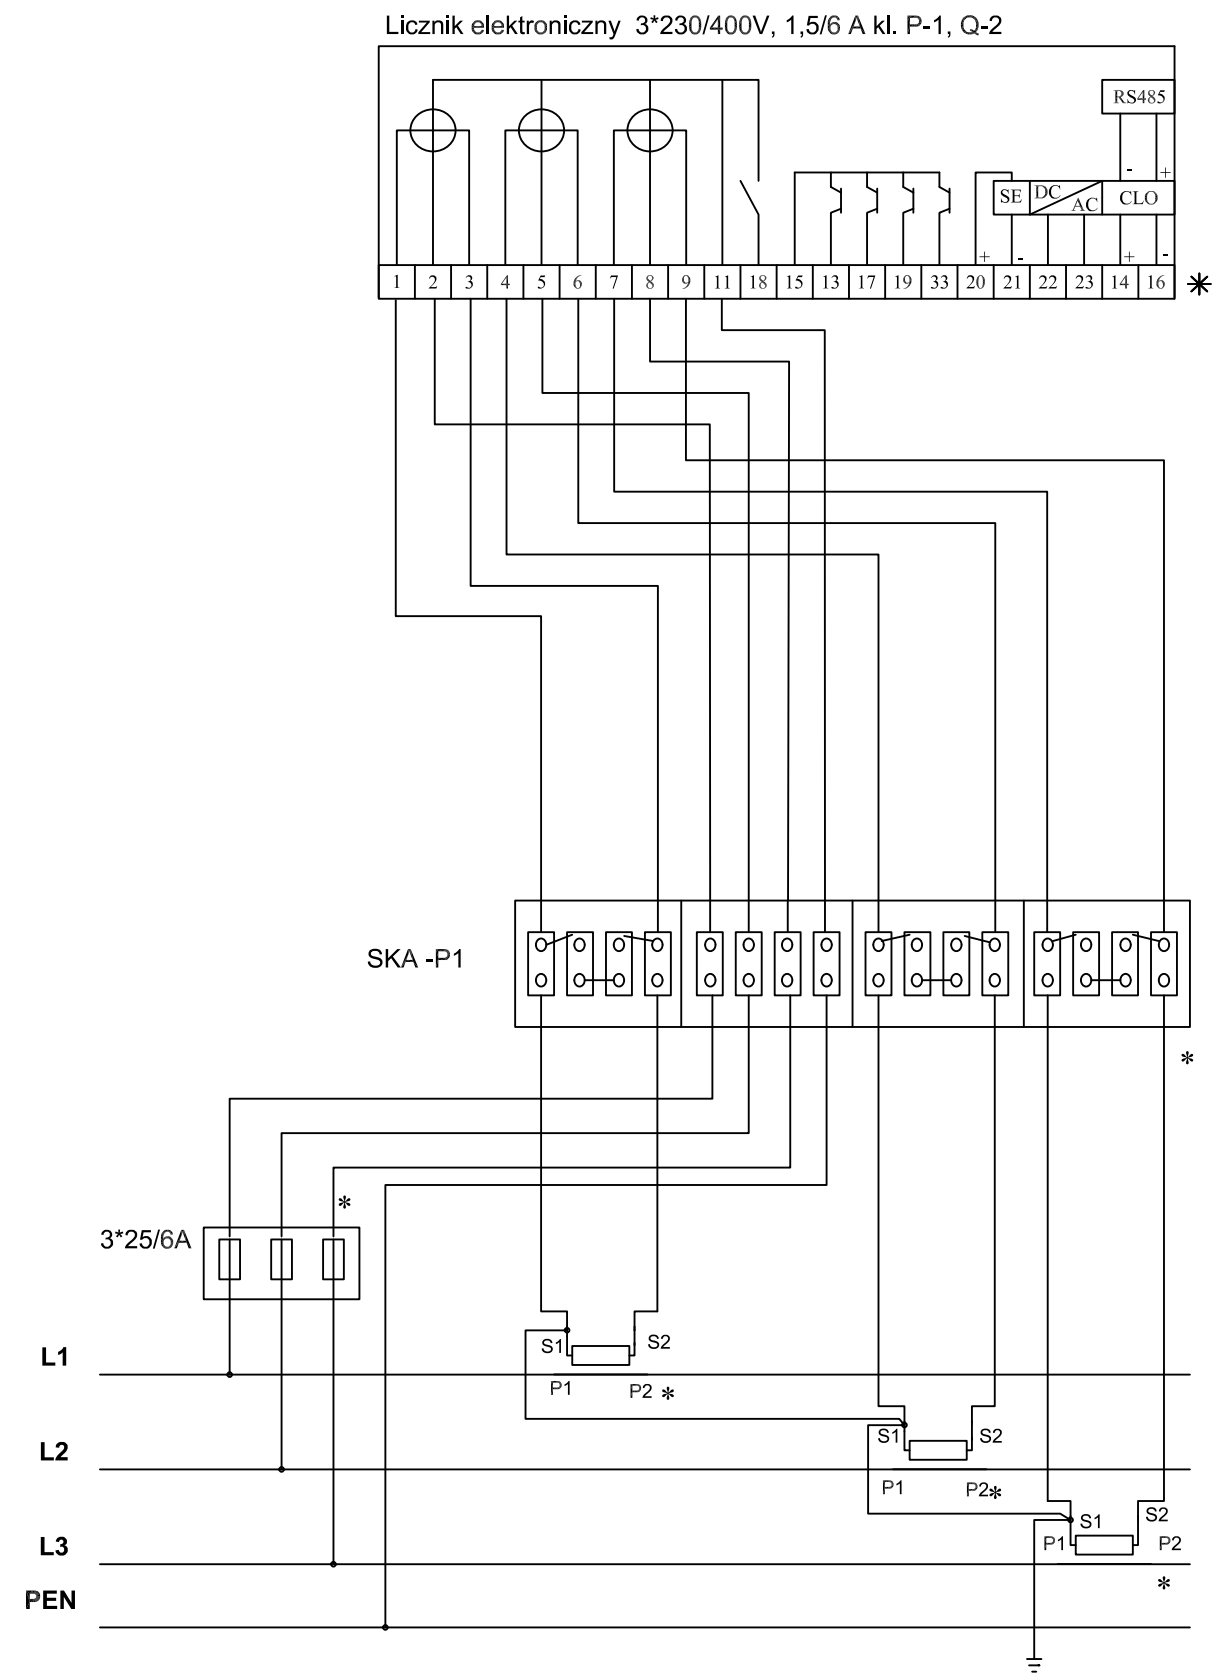 Licznik elektroniczny 3*230/400V, 1,5/6 A kl. P-1, Q-2
RS485
- +
SE DC AC CLO
+ - + -
1 2 3 4 5 6 7 8 9 11 18 15 13 17 19 33 20 21 22 23 14 16 *
SKA -P1
*
*
3*25/6A
S1 S2
L1
P1 P2 *
S1 S2
L2
P1 P2*
S1 S2
P1 P2
L3
*
PEN